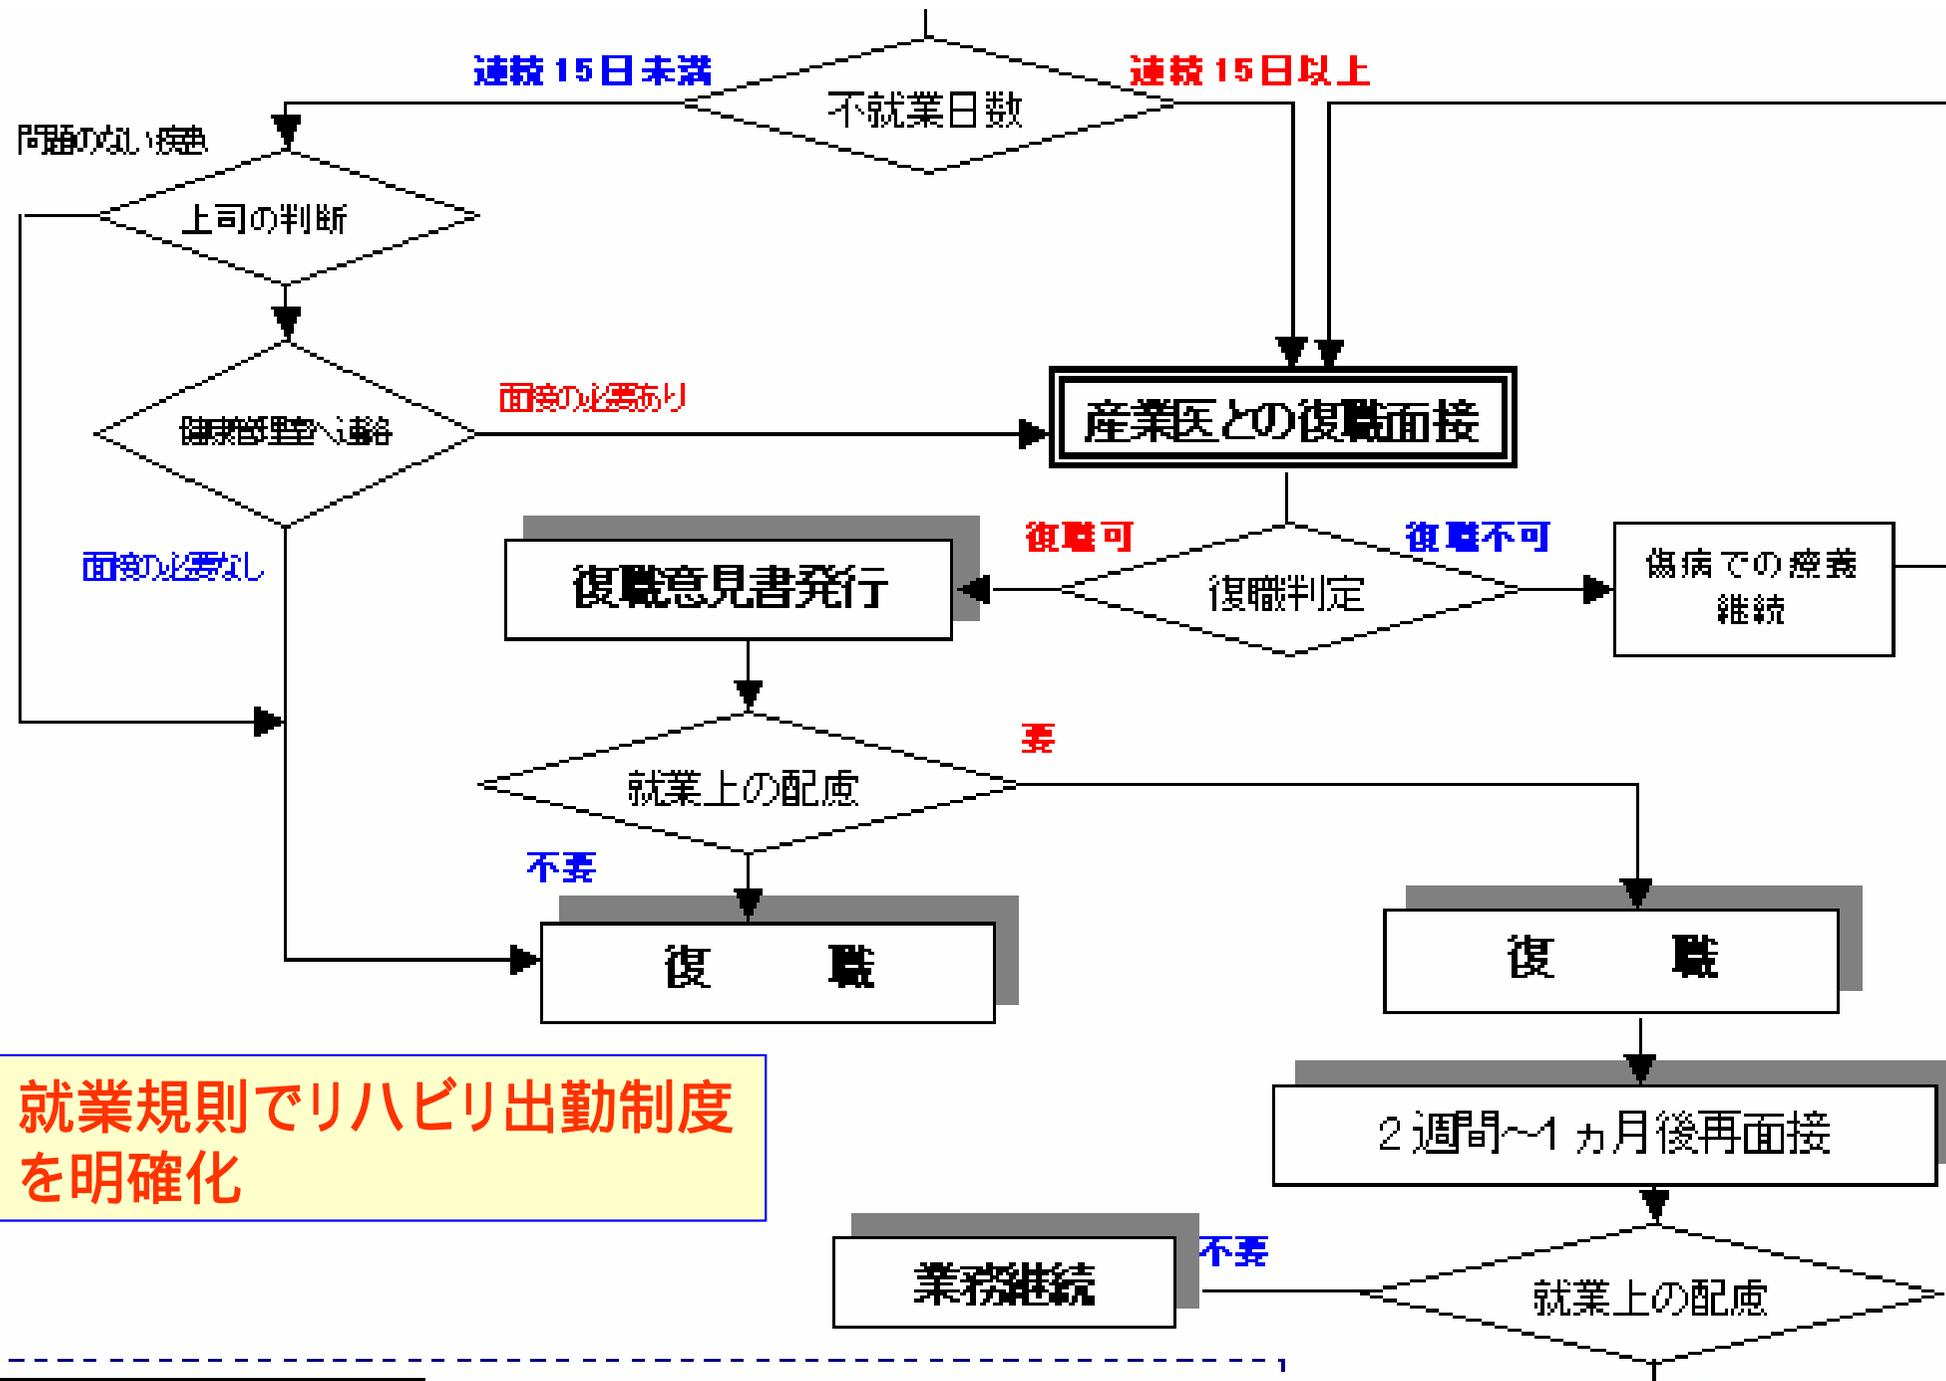 連続15日未満
連続15日以上
不就業日数
問題のない疾患
上司の判断
面接の必要あり
健康管理室へ連絡
産業医との復職面接
復職可
復職不可
面接の必要なし
復職意見書発行
復職判定
傷病での療養
継続
要
就業上の配慮
不要
復　職
復　職
就業規則でリハビリ出勤制度
を明確化
2週間～1ヵ月後再面接
不要
業務継続
就業上の配慮